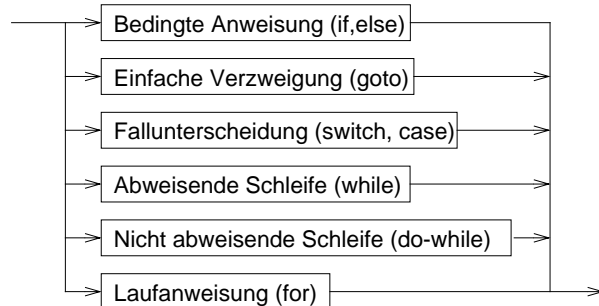 Bedingte Anweisung (if,else)
Einfache Verzweigung (goto)
Fallunterscheidung (switch, case)
Abweisende Schleife (while)
Nicht abweisende Schleife (do-while)
Laufanweisung (for)